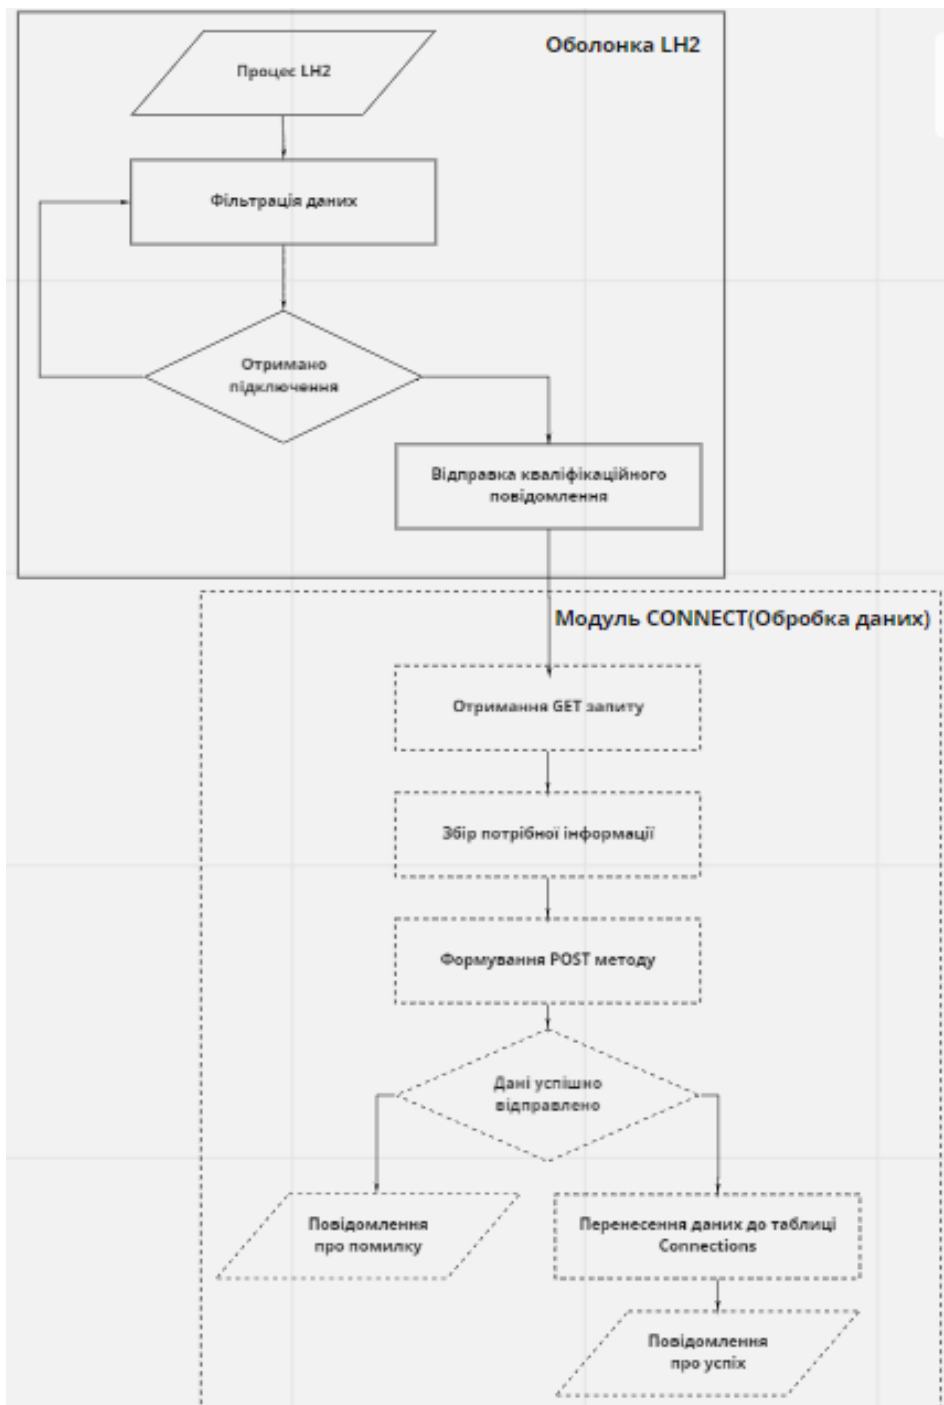 Оболонка LH2
Процес LH2
Фільтрація даних
Отримано
підключення
Відправка кваліфікаційного
повідомлення
Модуль CONNECT(Обробка даних)
Отримання GET запиту
Збір потрібної інформації
Формування POST методу
Дані успішно
відправлено
Повідомлення
про помилку
Перенесення даних до таблиці
Connections
Повідомлення
про успіх